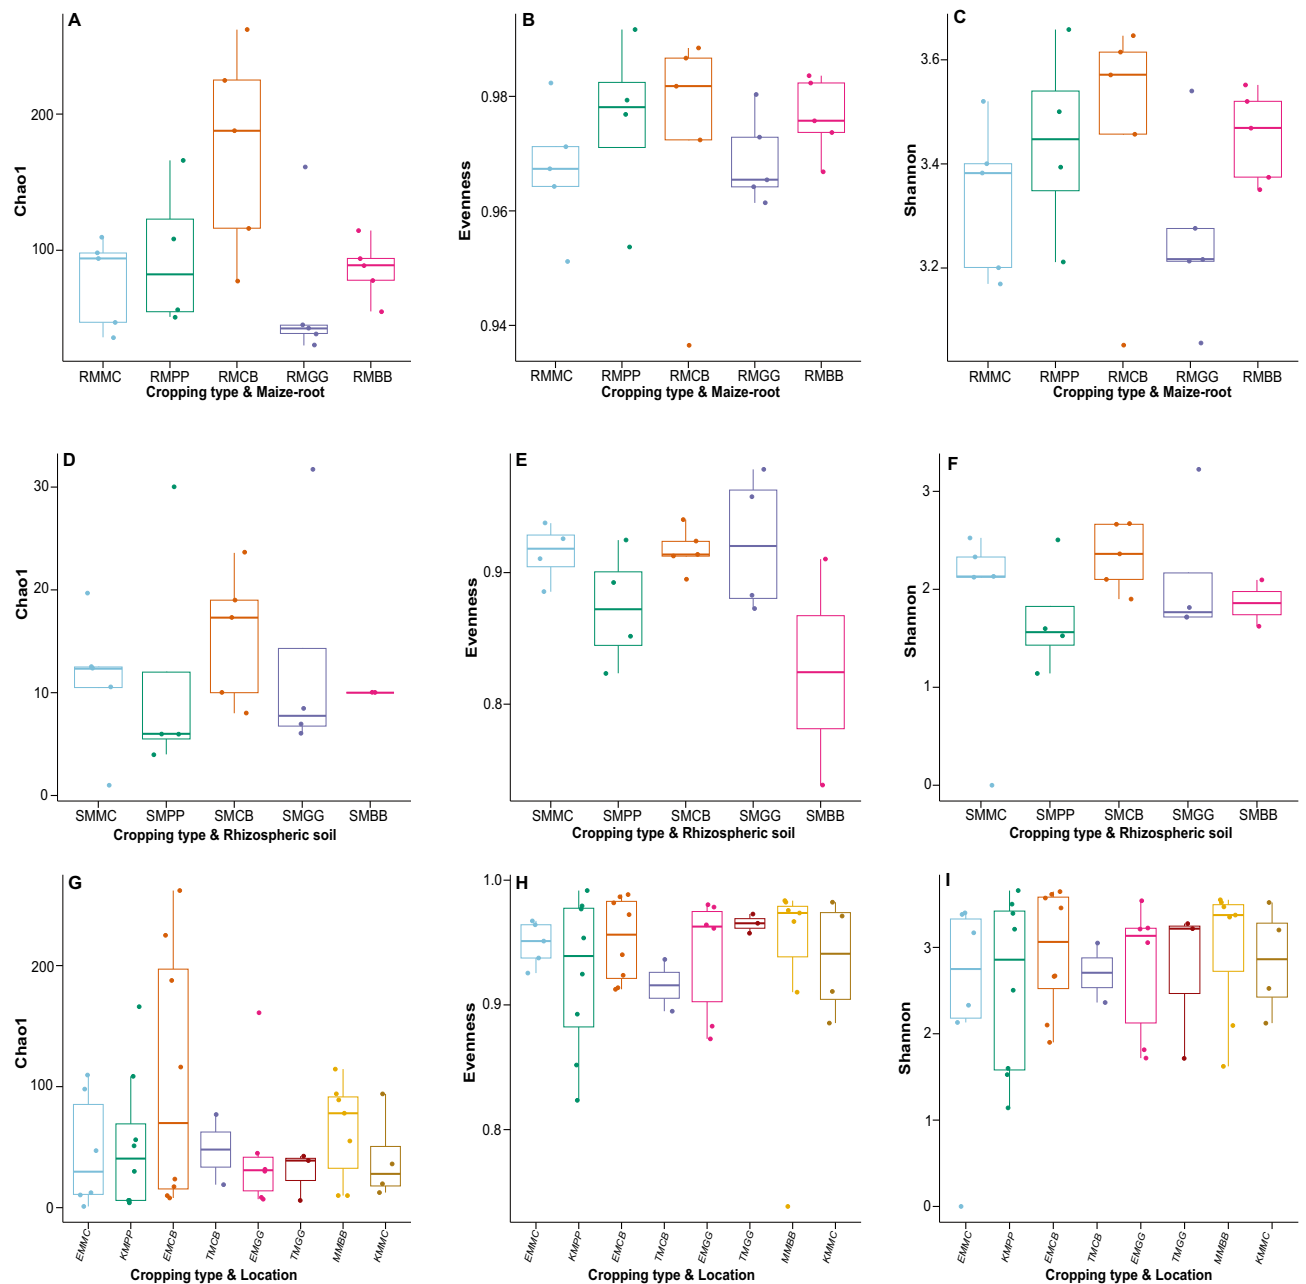 A
Chao1
200
100
RMMC RMPP RMCB RMGG RMBB
Cropping type & Maize-root
B
Evenness
0.98
0.96
0.94
RMMC RMPP RMCB RMGG RMBB
Cropping type & Maize-root
C
Shannon
3.6
3.4
3.2
RMMC RMPP RMCB RMGG RMBB
Cropping type & Maize-root
D
Chao1
30
20
10
0
SMMC SMPP SMCB SMGG SMBB
Cropping type & Rhizospheric soil
E
Evenness
0.9
0.8
SMMC SMPP SMCB SMGG SMBB
Cropping type & Rhizospheric soil
F
Shannon
3
2
1
0
SMMC SMPP SMCB SMGG SMBB
Cropping type & Rhizospheric soil
G
Chao1
200
100
0
EMMC KMPP EMCB TMCB EMGG TMGG MMBB KMMC
Cropping type & Location
H
Evenness
1.0
0.9
0.8
EMMC KMPP EMCB TMCB EMGG TMGG MMBB KMMC
Cropping type & Location
I
Shannon
3
2
1
0
EMMC KMPP EMCB TMCB EMGG TMGG MMBB KMMC
Cropping type & Location